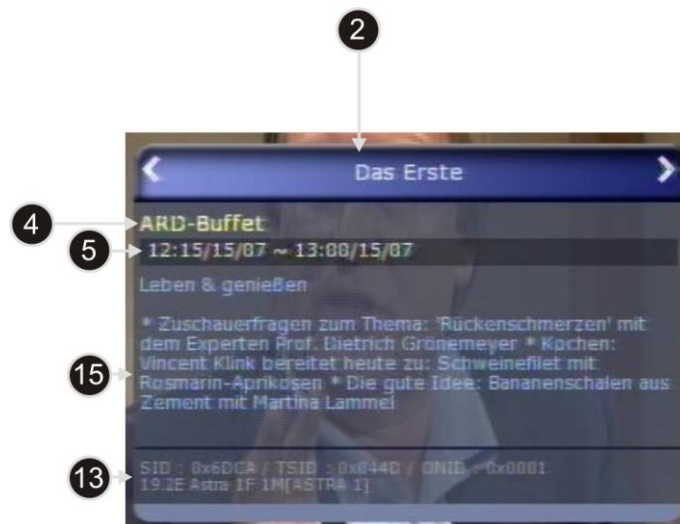 2
Das Erste
4
ARD-Buffet
5
12:15/15/07 ~ 13:00/15/07
Leben & genießen
* Zuschauerfragen zum Thema: 'Rückenschmerzen' mit
dem Experten Prof. Dietrich Grönemeyer * Kochen:
Vincent Klink bereitet heute zu: Schweinefilet mit
15
Rosmarin-Aprikosen * Die gute Idee: Bananenschalen aus
Zement mit Martina Lammel
13
SID : 0x6DCA / TSID : 0x044D / ONID : 0x0001
19.2E Astra 1F 1M[ASTRA 1]